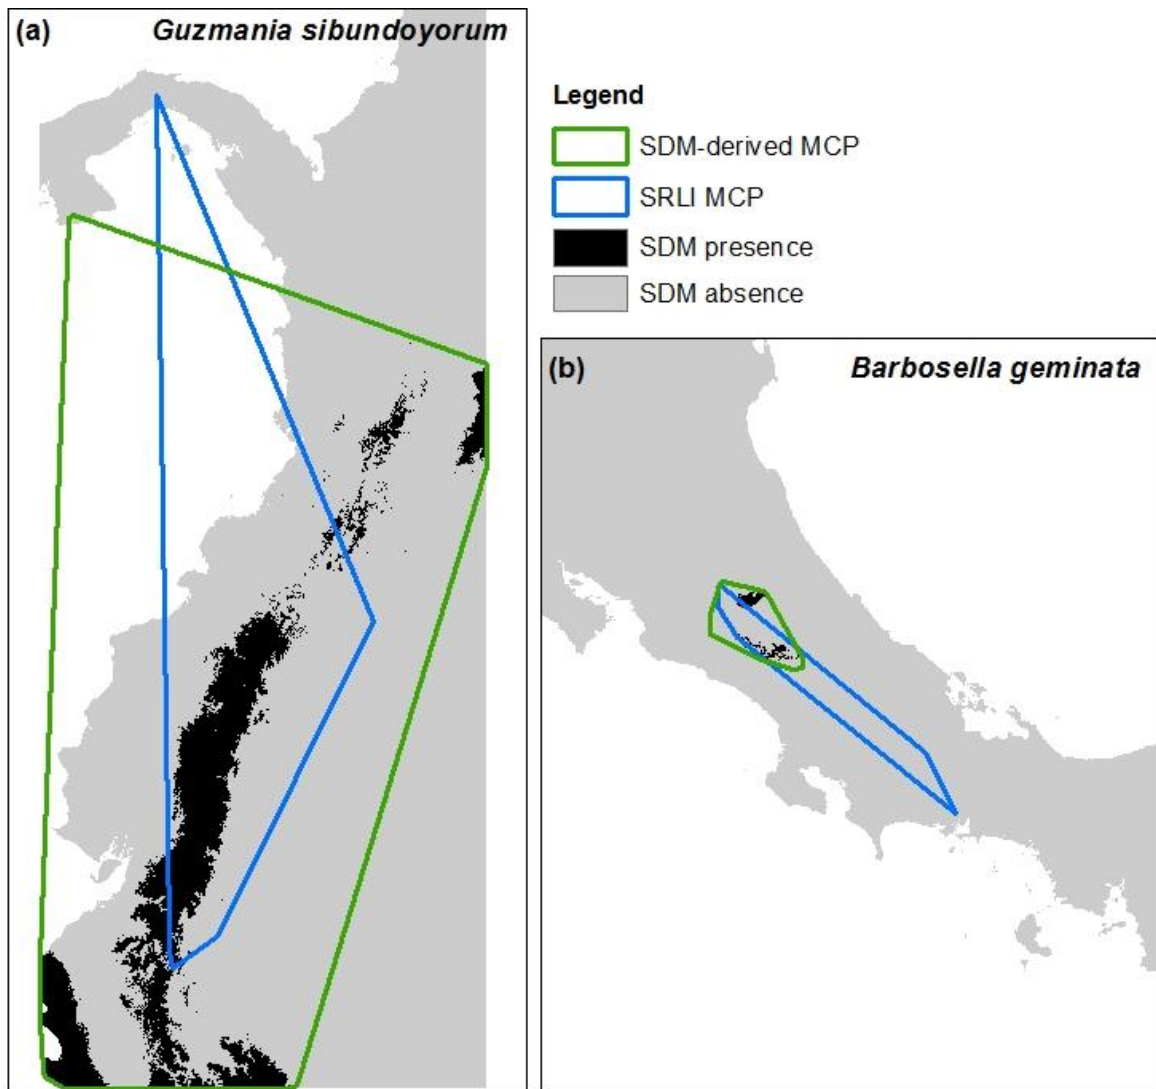 (a) Guzmania sibundoyorum
Legend
SDM-derived MCP
SRLI MCP
SDM presence
SDM absence
(b) Barbosella geminata